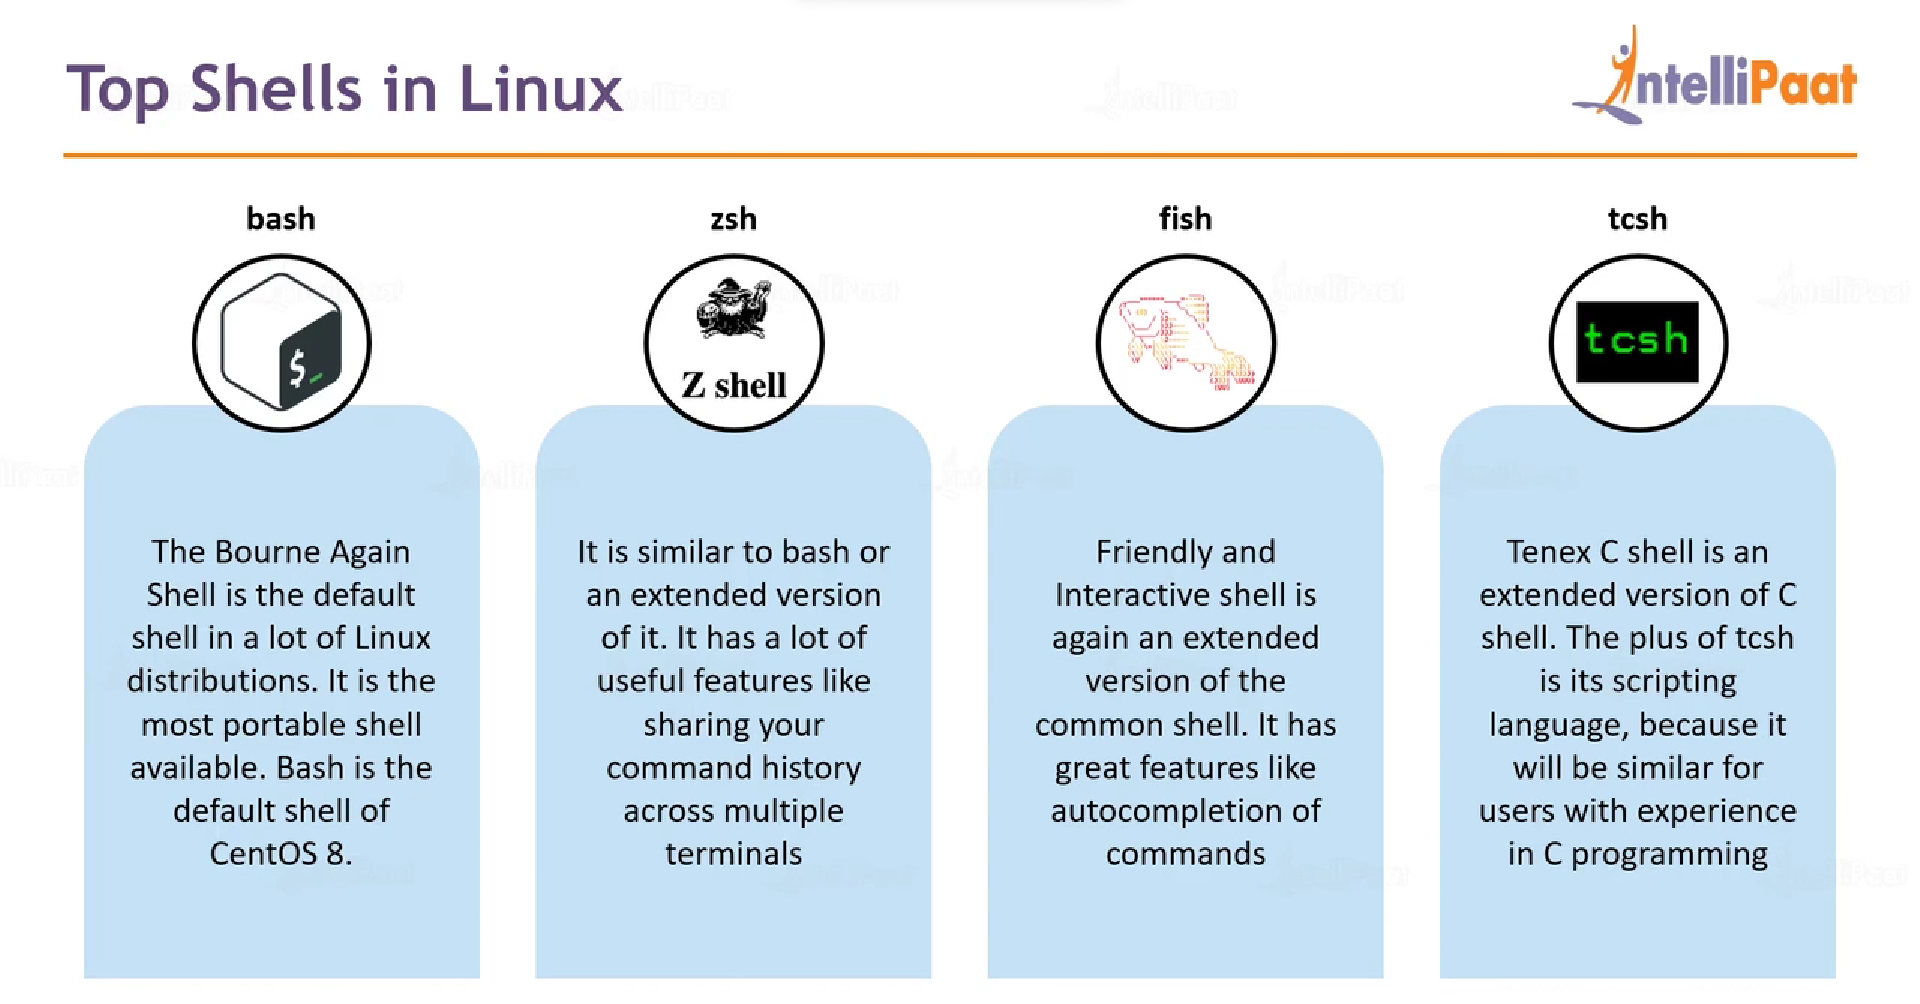 Top Shells in Linux
IntelliPaat
bash
$_
The Bourne Again
Shell is the default
shell in a lot of Linux
distributions. It is the
most portable shell
available. Bash is the
default shell of
CentOS 8.
zsh
Z shell
It is similar to bash or
an extended version
of it. It has a lot of
useful features like
sharing your
command history
across multiple
terminals
fish
Friendly and
Interactive shell is
again an extended
version of the
common shell. It has
great features like
autocompletion of
commands
tcsh
tcsh
Tenex C shell is an
extended version of C
shell. The plus of tcsh
is its scripting
language, because it
will be similar for
users with experience
in C programming